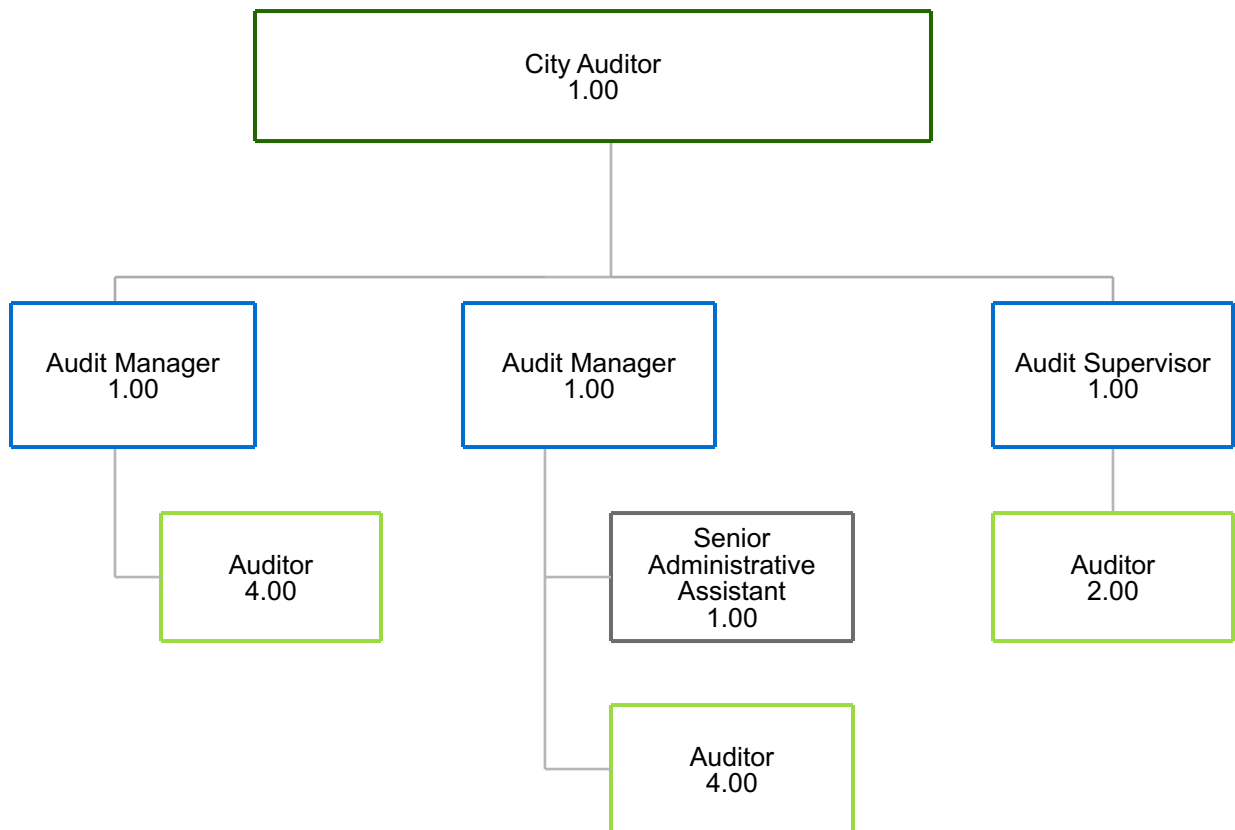 City Auditor
1.00
Audit Manager
1.00
Audit Manager
1.00
Audit Supervisor
1.00
Auditor
4.00
Senior
Administrative
Assistant
1.00
Auditor
2.00
Auditor
4.00